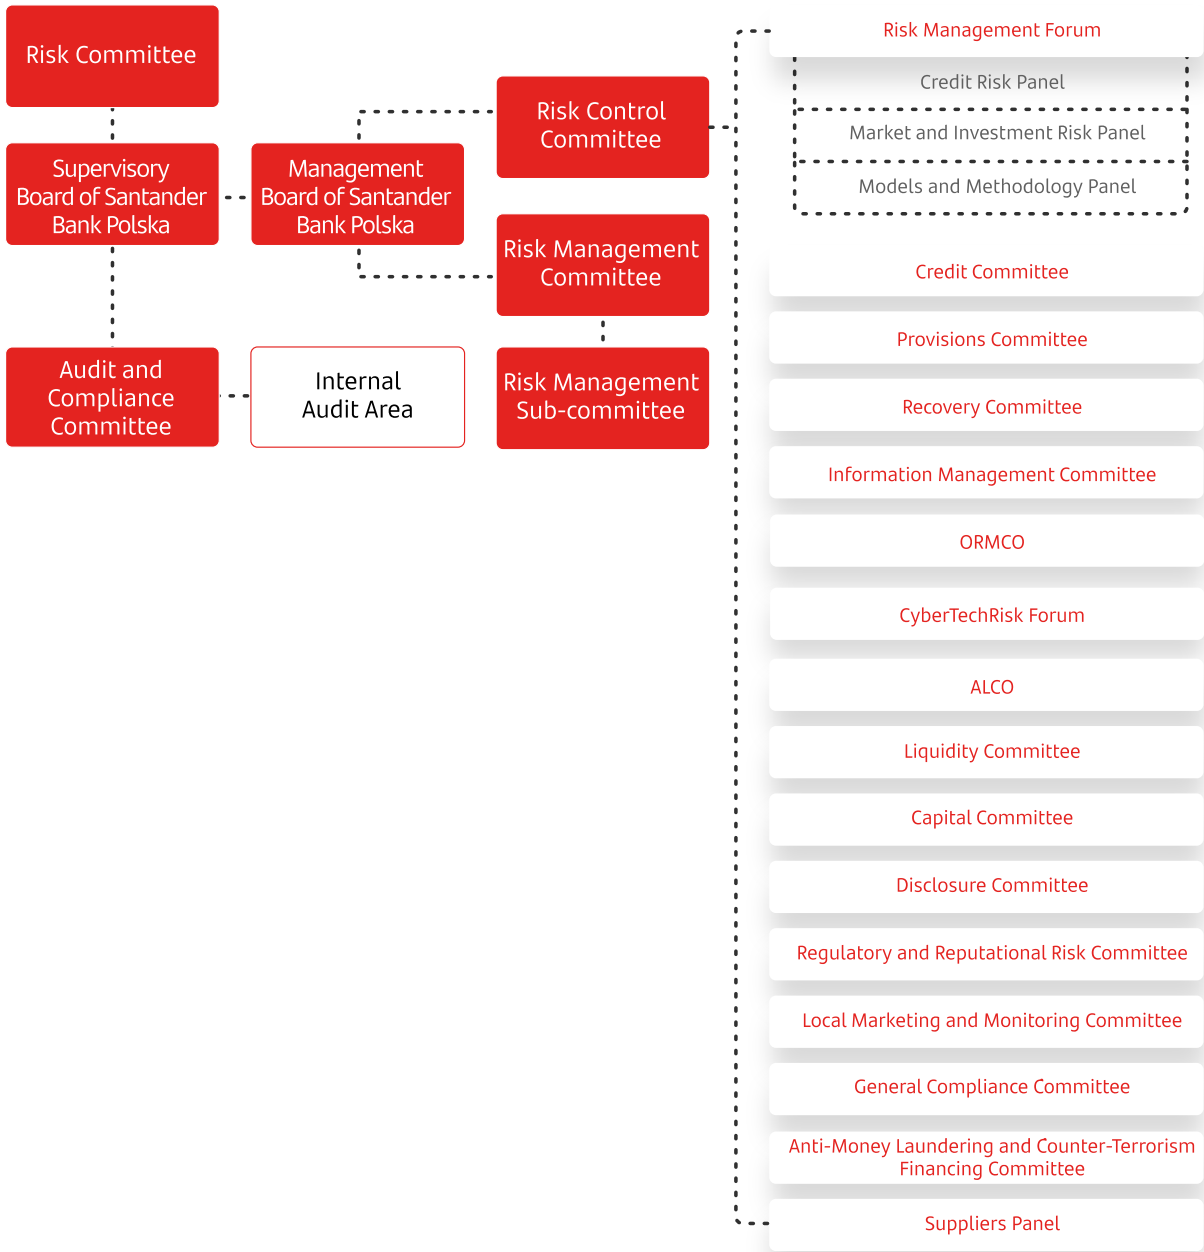 Risk Committee
Supervisory
Board of Santander
Bank Polska
Audit and
Compliance
Committee
Management
Board of Santander
Bank Polska
Internal
Audit Area
Risk Control
Committee
Risk Management
Committee
Risk Management
Sub-committee
Risk Management Forum
Credit Risk Panel
Market and Investment Risk Panel
Models and Methodology Panel
Credit Committee
Provisions Committee
Recovery Committee
Information Management Committee
ORMCO
CyberTechRisk Forum
ALCO
Liquidity Committee
Capital Committee
Disclosure Committee
Regulatory and Reputational Risk Committee
Local Marketing and Monitoring Committee
General Compliance Committee
Anti-Money Laundering and Counter-Terrorism
Financing Committee
Suppliers Panel